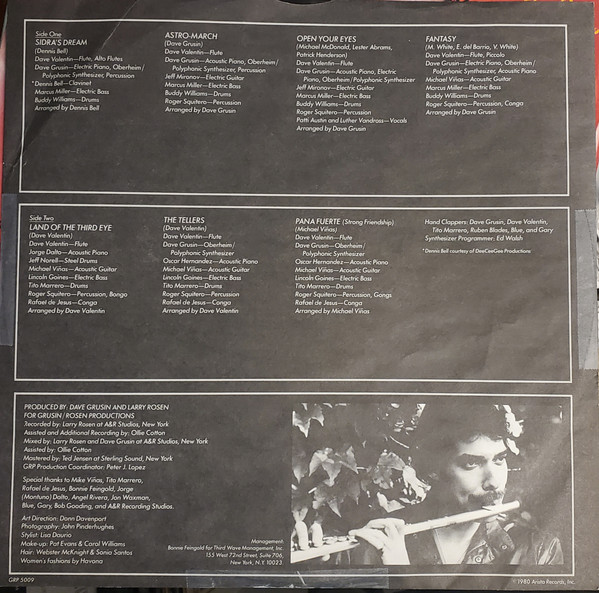 Side One
SIDRA'S DREAM
(Dennis Bell)
Dave Valentin—Flute, Alto Flutes
Dave Grusin—Electric Piano, Oberheim/
Polyphonic Synthesizer, Percussion
*Dennis Bell—Clavinet
Marcus Miller—Electric Bass
Buddy Williams—Drums
Arranged by Dennis Bell
ASTRO-MARCH
(Dave Grusin)
Dave Valentin—Flute
Dave Grusin—Acoustic Piano, Oberheim/
Polyphonic Synthesizer, Percussion
Jeff Mironov—Electric Guitar
Marcus Miller—Electric Bass
Buddy Williams—Drums
Roger Squitero—Percussion
Arranged by Dave Grusin
OPEN YOUR EYES
(Michael McDonald, Lester Abrams,
Patrick Henderson)
Dave Valentin—Flute
Dave Grusin—Acoustic Piano, Electric
Piano, Oberheim/Polyphonic Synthesizer
Jeff Mironov—Electric Guitar
Marcus Miller—Electric Bass
Buddy Williams—Drums
Roger Squitero—Percussion
Patti Austin and Luther Vandross—Vocals
Arranged by Dave Grusin
FANTASY
(M. White, E. del Barrio, V. White)
Dave Valentin—Flute, Piccolo
Dave Grusin—Electric Piano, Oberheim/
Polyphonic Synthesizer, Acoustic Piano
Michael Viñas—Acoustic Guitar
Marcus Miller—Electric Bass
Buddy Williams—Drums
Roger Squitero—Percussion, Conga
Arranged by Dave Grusin
Side Two
LAND OF THE THIRD EYE
(Dave Valentin)
Dave Valentin—Flute
Jorge Dalto—Acoustic Piano
Jeff Norell—Steel Drums
Michael Viñas—Acoustic Guitar
Lincoln Goines—Electric Bass
Tito Marrero—Drums
Roger Squitero—Percussion, Bongo
Rafael de Jesus—Conga
Arranged by Dave Valentin
THE TELLERS
(Dave Valentin)
Dave Valentin—Flute
Dave Grusin—Oberheim/
Polyphonic Synthesizer
Oscar Hernandez—Acoustic Piano
Michael Viñas—Acoustic Guitar
Lincoln Goines—Electric Bass
Tito Marrero—Drums
Roger Squitero—Percussion
Rafael de Jesus—Conga
Arranged by Dave Valentin
PANA FUERTE (Strong Friendship)
(Michael Viñas)
Dave Valentin—Flute
Dave Grusin—Oberheim/
Polyphonic Synthesizer
Oscar Hernandez—Acoustic Piano
Michael Viñas—Acoustic Guitar
Lincoln Goines—Electric Bass
Tito Marrero—Drums
Roger Squitero—Percussion, Gongs
Rafael de Jesus—Conga
Arranged by Michael Viñas
Hand Clappers: Dave Grusin, Dave Valentin,
Tito Marrero, Ruben Blades, Blue, and Gary
Synthesizer Programmer: Ed Walsh
*Dennis Bell courtesy of DeeCeeGee Productions
PRODUCED BY: DAVE GRUSIN AND LARRY ROSEN
FOR GRUSIN/ROSEN PRODUCTIONS
Recorded by: Larry Rosen at A&R Studios, New York
Assisted and Additional Recording by: Ollie Cotton
Mixed by: Larry Rosen and Dave Grusin at A&R Studios, New York
Assisted by: Ollie Cotton
Mastered by: Ted Jensen at Sterling Sound, New York
GRP Production Coordinator: Peter J. Lopez
Special thanks to Mike Viñas, Tito Marrero,
Rafael de Jesus, Bonnie Feingold, Jorge
(Montuno) Dalto, Angel Rivera, Jon Waxman,
Blue, Gary, Bob Gooding, and A&R Recording Studios.
Art Direction: Donn Davenport
Photography: John Pinderhughes
Stylist: Lisa Daurio
Make-up: Pat Evans & Carol Williams
Hair: Webster McKnight & Sonia Santos
Women's fashions by Havana
Management:
Bonnie Feingold for Third Wave Management, Inc.
155 West 72nd Street, Suite 706,
New York, N.Y. 10023
GRP 5009
©1980 Arista Records, Inc.